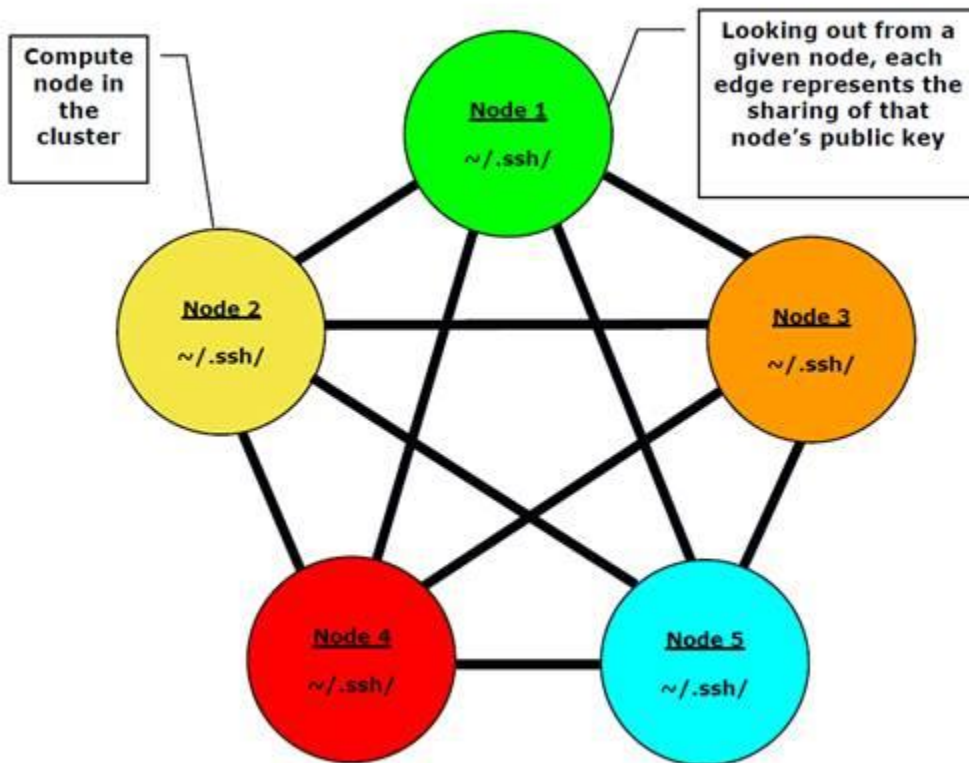 Compute
node in
the
cluster
Looking out from a
given node, each
edge represents the
sharing of that
node's public key
Node 1
~/.ssh/
Node 2
~/.ssh/
Node 3
~/.ssh/
Node 4
~/.ssh/
Node 5
~/.ssh/